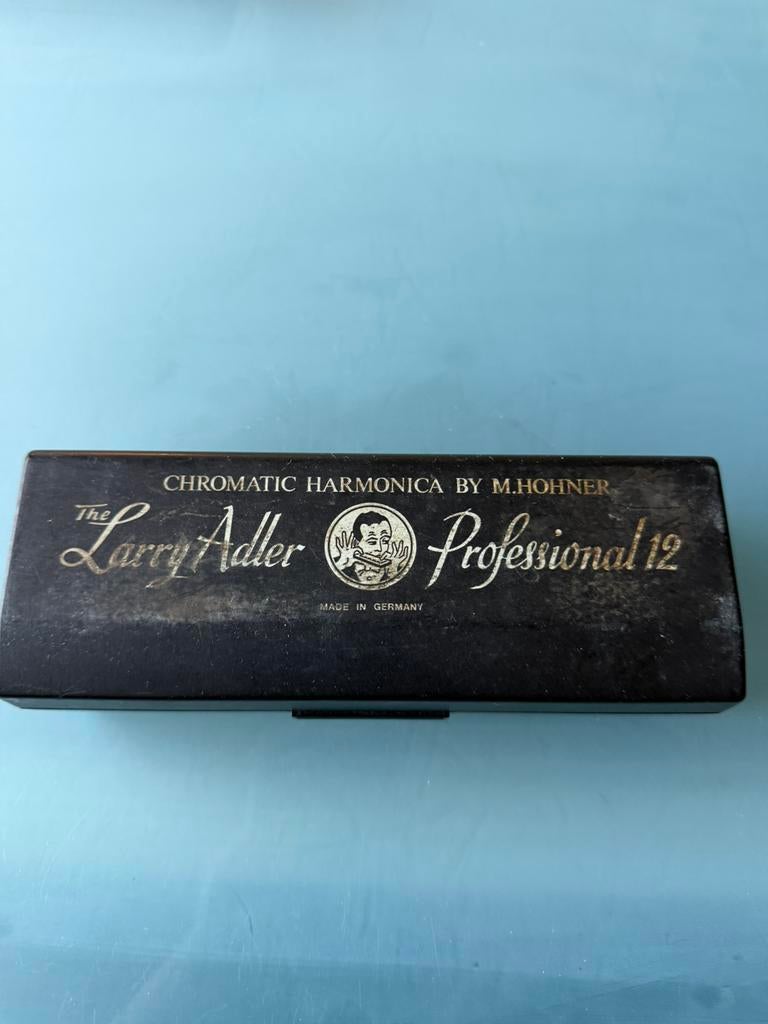 CHROMATIC HARMONICA BY M.HOHNER
The Larry Adler Professional 12
MADE IN GERMANY